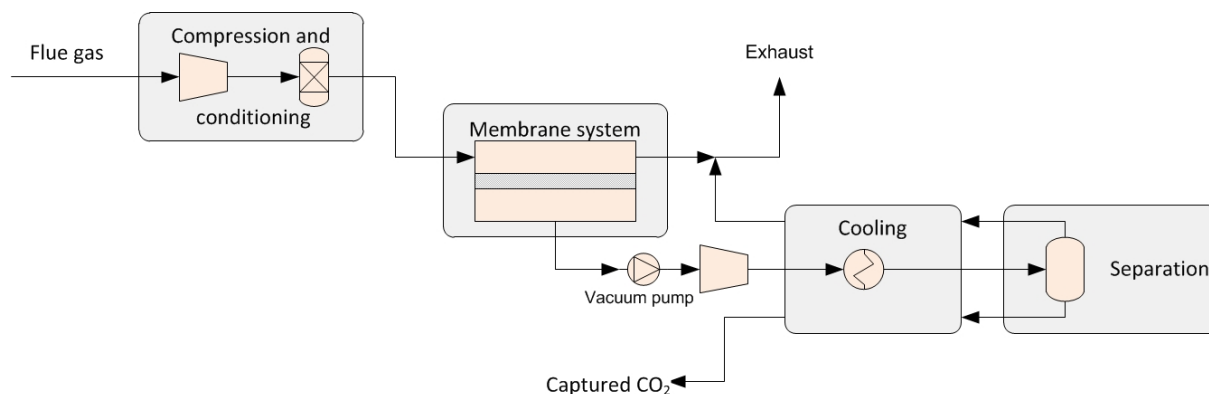 Compression and
Flue gas
conditioning
Exhaust
Membrane system
Cooling
Separation
Vacuum pump
Captured CO₂